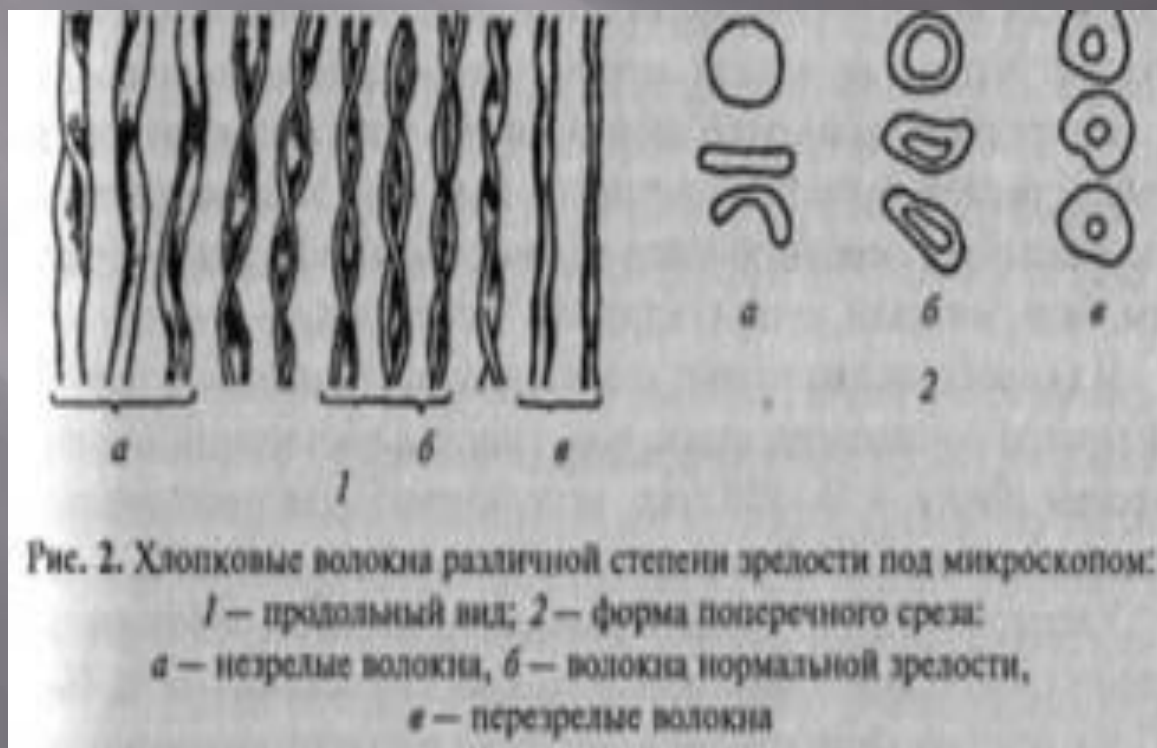 а б в
а б в
2
1
Рис. 2. Хлопковые волокна различной степени зрелости под микроскопом:
1 — продольный вид; 2 — форма поперечного среза:
а — незрелые волокна, б — волокна нормальной зрелости,
в — перезрелые волокна